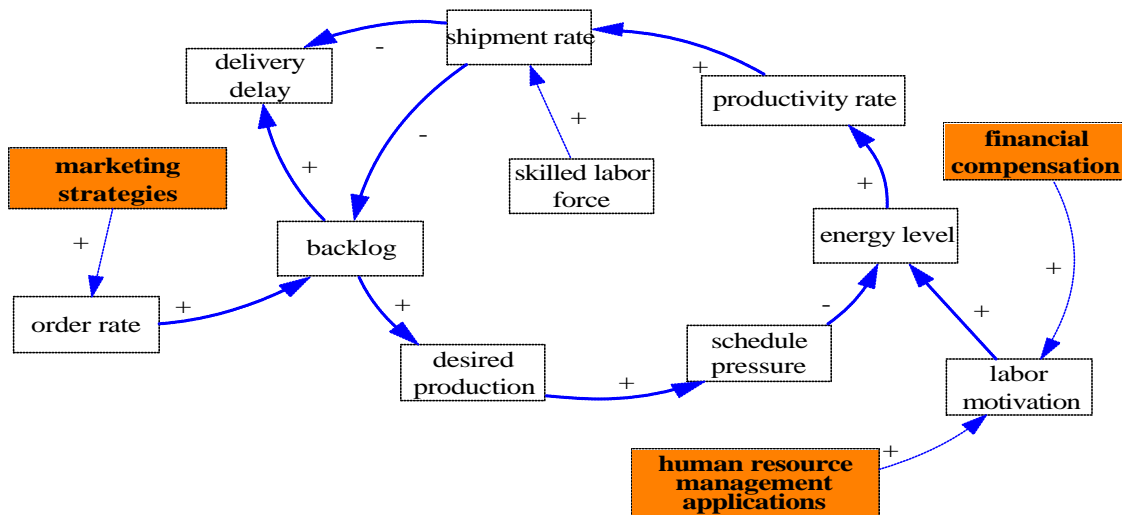 shipment rate
-
delivery
delay
+
productivity rate
-
+
financial
compensation
marketing
strategies
+
skilled labor
force
+
+
backlog
energy level
+
+
order rate
+
+
-
+
schedule
pressure
desired
production
+
labor
motivation
+
human resource
management
applications